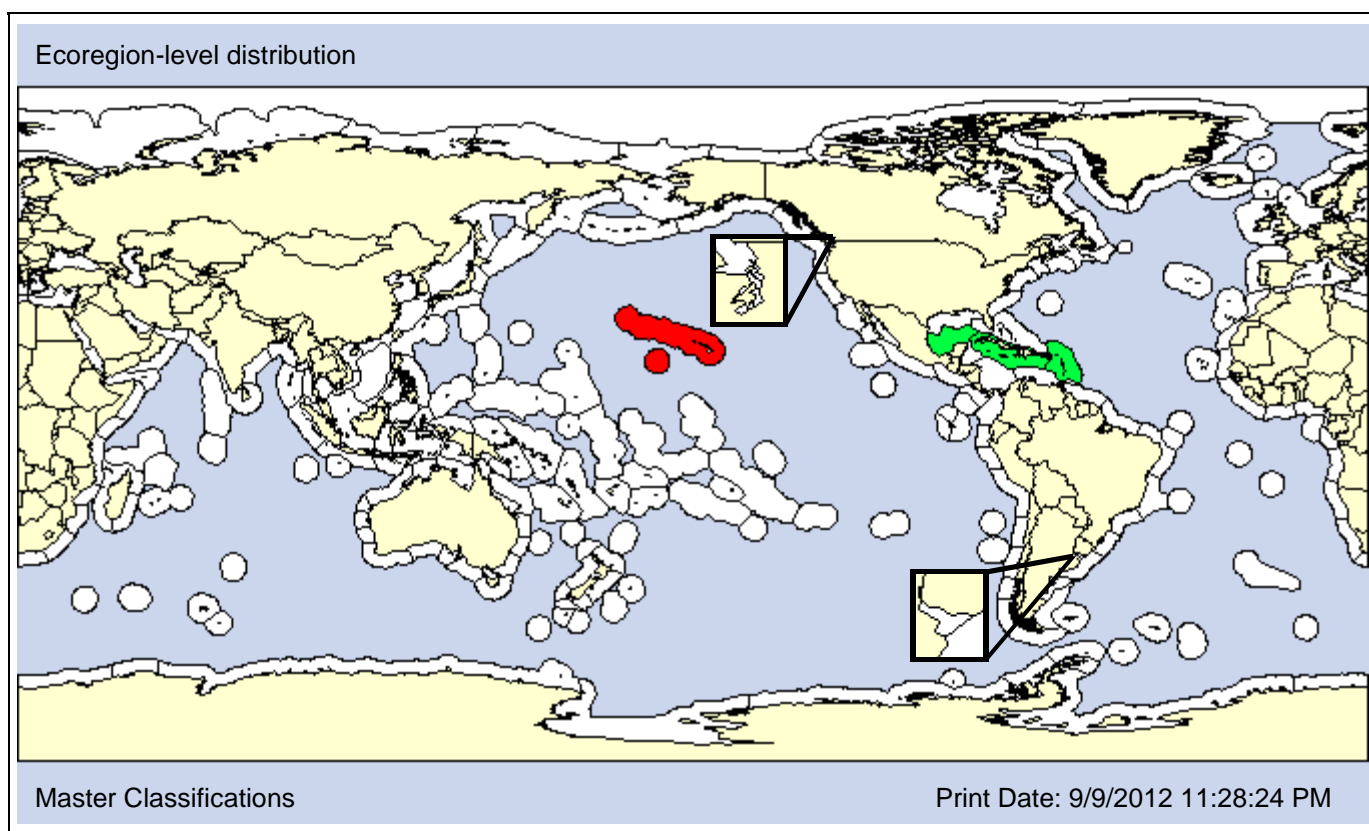 Ecoregion-level distribution
Master Classifications
Print Date: 9/9/2012 11:28:24 PM